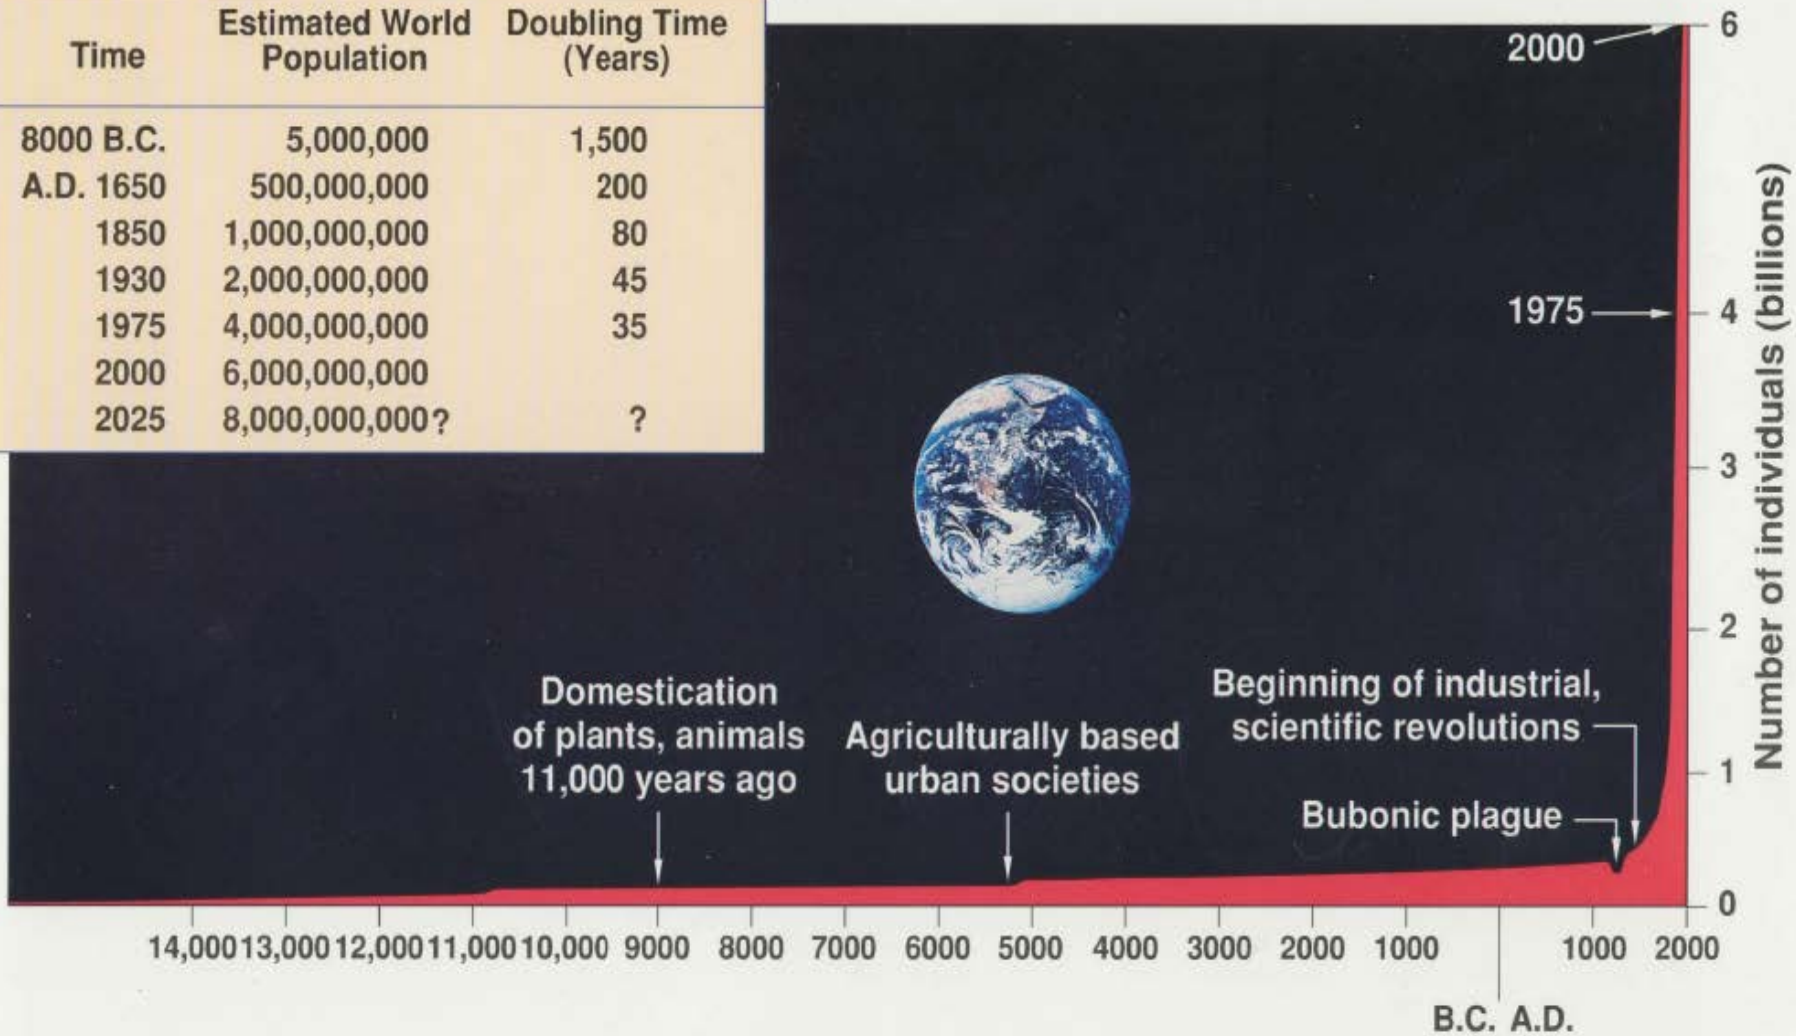 Time Estimated World Population Doubling Time (Years)
8000 B.C. 5,000,000 1,500
A.D. 1650 500,000,000 200
1850 1,000,000,000 80
1930 2,000,000,000 45
1975 4,000,000,000 35
2000 6,000,000,000
2025 8,000,000,000? ?
2000
1975
6
4
3
2
1
0
Number of individuals (billions)
Domestication
of plants, animals
11,000 years ago
Agriculturally based
urban societies
Beginning of industrial,
scientific revolutions
Bubonic plague
14,000 13,000 12,000 11,000 10,000 9000 8000 7000 6000 5000 4000 3000 2000 1000 1000 2000
B.C. A.D.